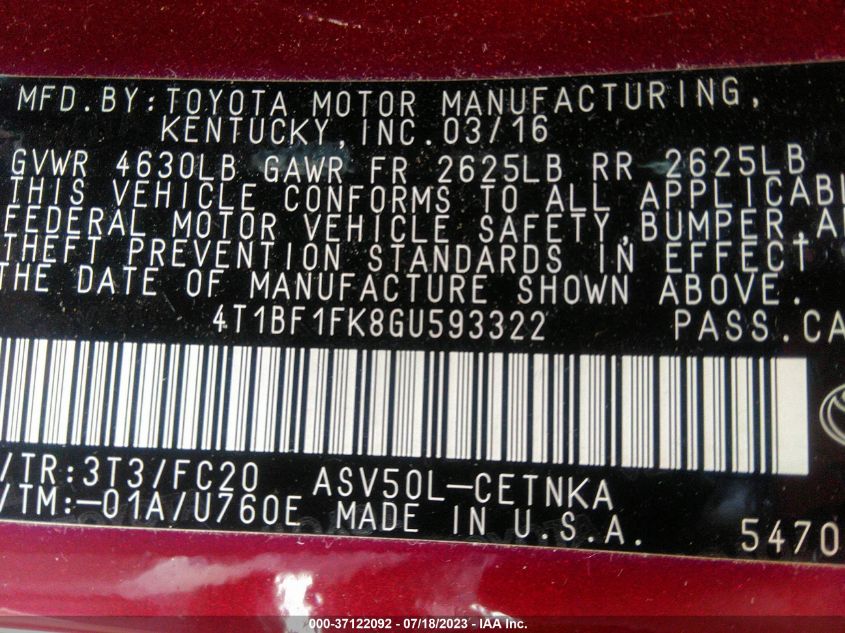 MFD.BY:TOYOTA MOTOR MANUFACTURING,
KENTUCKY,INC.03/16
GVWR 4630LB GAWR FR 2625LB RR 2625LB
THIS VEHICLE CONFORMS TO ALL APPLICABL
FEDERAL MOTOR VEHICLE SAFETY,BUMPER,A
THEFT PREVENTION STANDARDS IN EFFECT
THE DATE OF MANUFACTURE SHOWN ABOVE.
4T1BF1FK8GU593322 PASS.CA
/TR:3T3/FC20 ASV50L-CETNKA
/TM:-01A/U760E MADE IN U.S.A.
5470
000-37122092 - 07/18/2023 - IAA Inc.